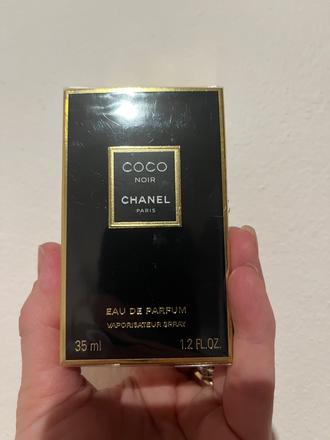 COCO
NOIR
CHANEL
PARIS
EAU DE PARFUM
VAPORISATEUR SPRAY
35 ml 1.2 FL.OZ.